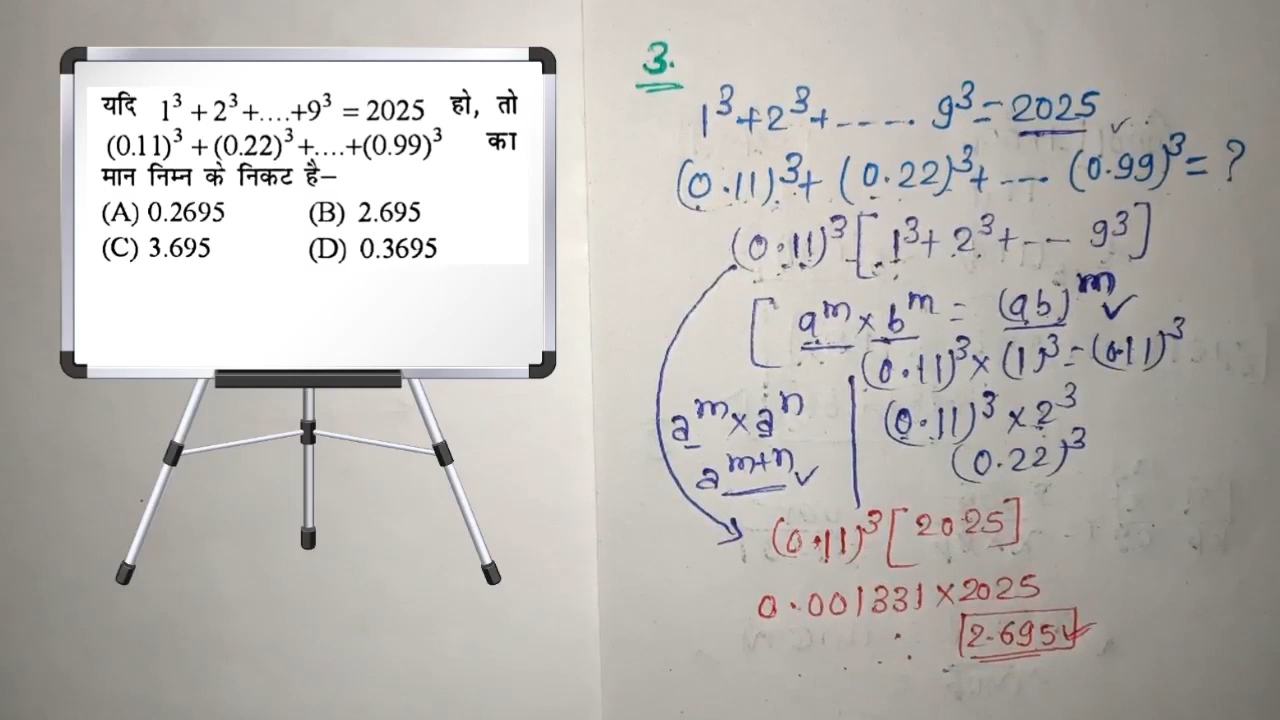 यदि 1³ + 2³ +....+9³ = 2025 हो, तो
(0.11)³ + (0.22)³ +....+(0.99)³ का
मान निम्न के निकट है–
(A) 0.2695 (B) 2.695
(C) 3.695 (D) 0.3695
3.
1³+2³+----. 9³=2025 ✓
(0.11)³+ (0.22)³+ --- (0.99)³ = ?
(0.11)³ [1³+ 2³+-- 9³]
[ aᵐ × bᵐ = (ab)ᵐ ✓
(0.11)³ × (1)³ = (0.11)³
aᵐ × aⁿ
aᵐ⁺ⁿ ✓
(0.11)³ × 2³
(0.22)³
(0.11)³ [2025]
0.001331 × 2025
2.695 ✓